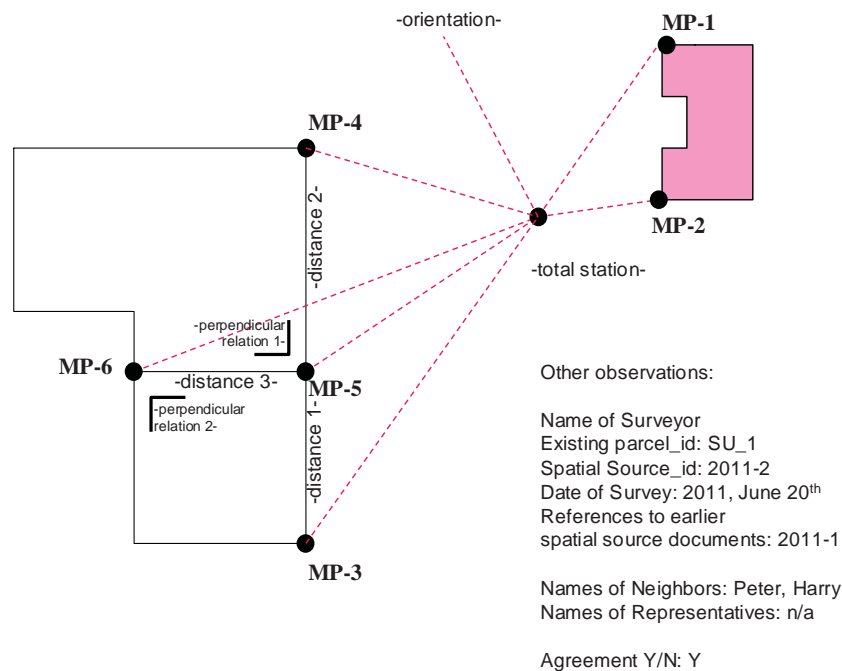 -orientation-
MP-1
MP-4
-distance 2-
MP-2
-total station-
-perpendicular
relation 1-
MP-6
-distance 3-
MP-5
-perpendicular
relation 2-
-distance 1-
MP-3
Other observations:
Name of Surveyor
Existing parcel_id: SU_1
Spatial Source_id: 2011-2
Date of Survey: 2011, June 20th
References to earlier
spatial source documents: 2011-1
Names of Neighbors: Peter, Harry
Names of Representatives: n/a
Agreement Y/N: Y